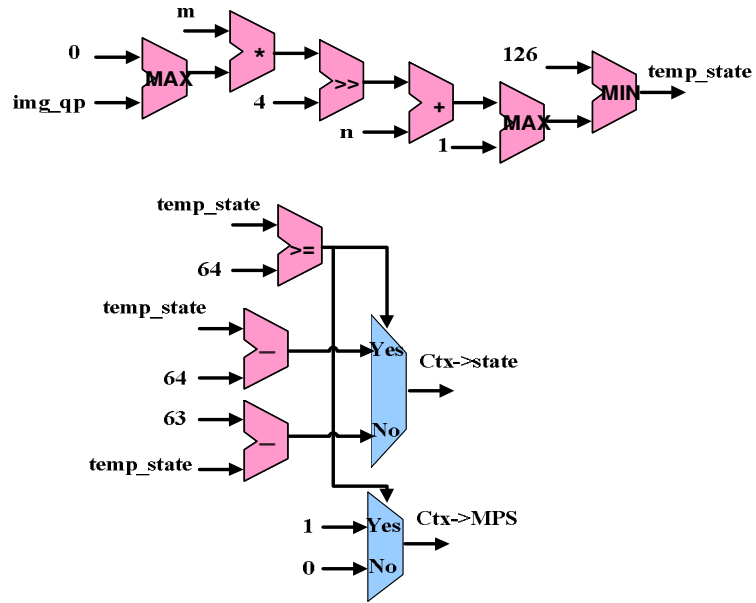 m
0
*
MAX
img_qp
4
>>
n
+
1
MAX
126
MIN
temp_state
temp_state
64
>=
temp_state
64
–
63
temp_state
–
Yes
No
Ctx->state
1
0
Yes
No
Ctx->MPS